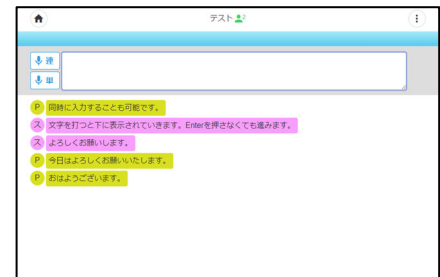 テスト 2
連
単
P 同時に入力することも可能です。
ス 文字を打つと下に表示されていきます。Enterを押さなくても進みます。
ス よろしくお願いします。
P 今日はよろしくお願いいたします。
P おはようございます。